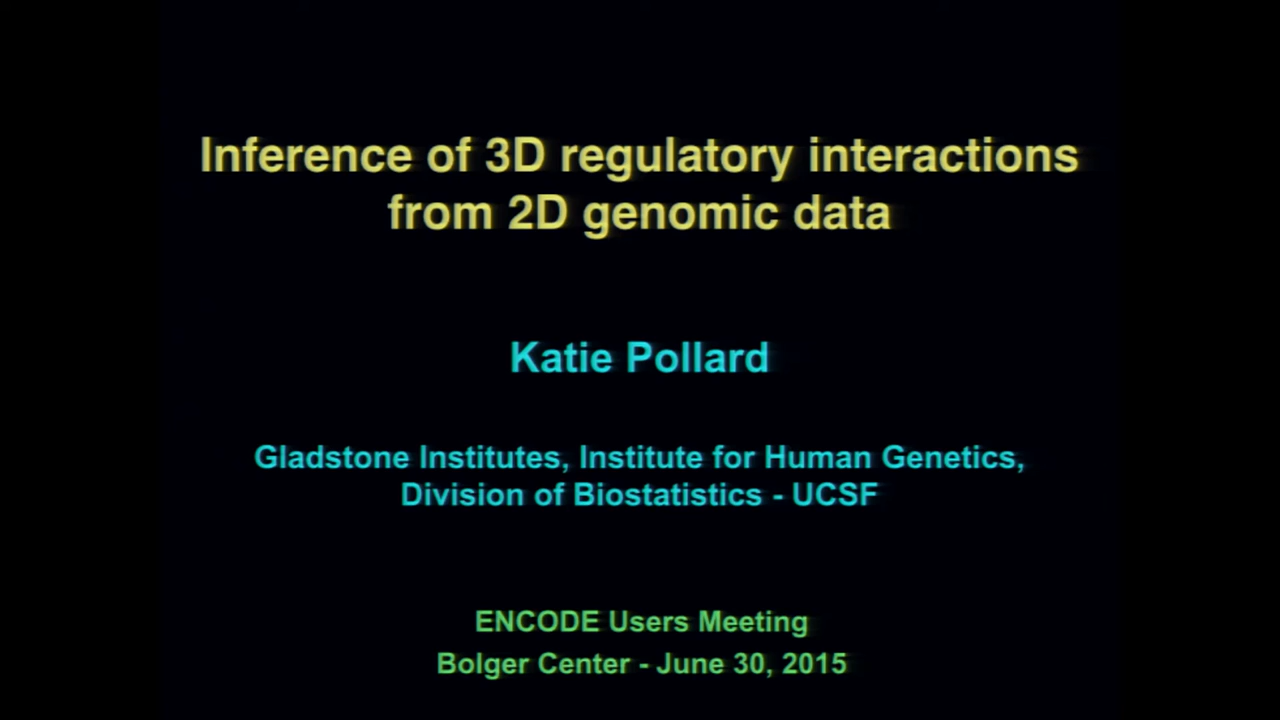 Inference of 3D regulatory interactions
from 2D genomic data
Katie Pollard
Gladstone Institutes, Institute for Human Genetics,
Division of Biostatistics - UCSF
ENCODE Users Meeting
Bolger Center - June 30, 2015